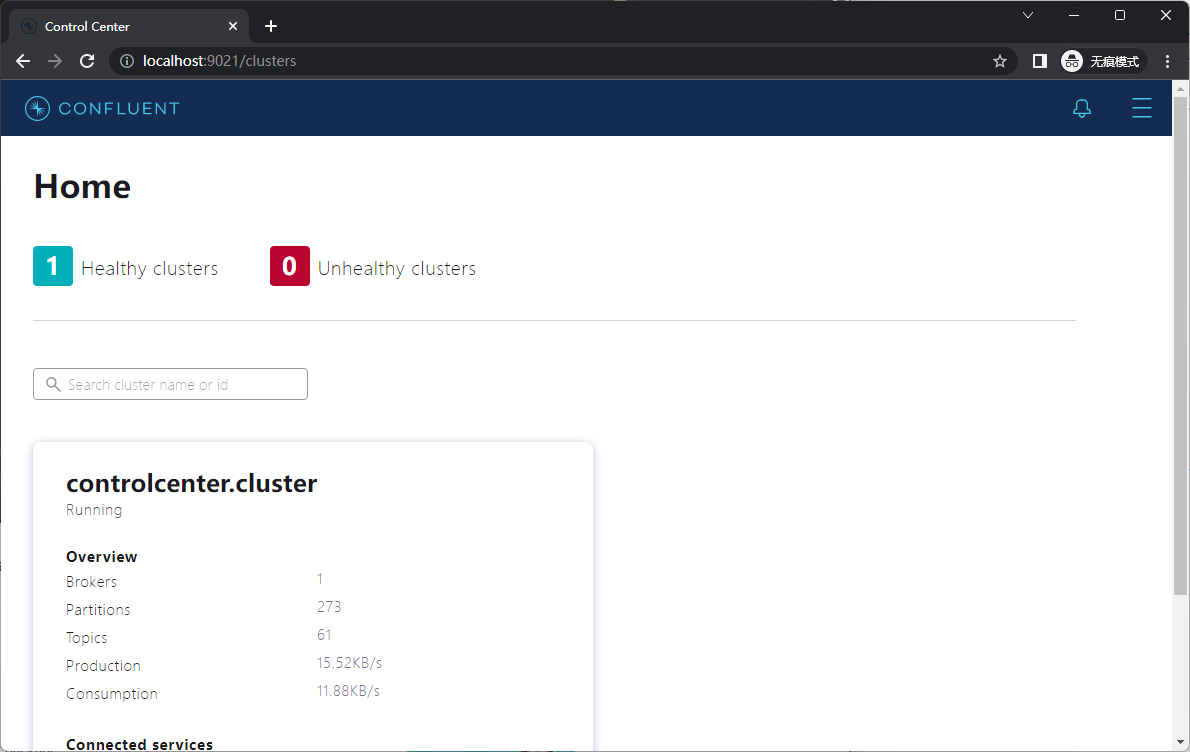 Control Center
localhost:9021/clusters
无痕模式
CONFLUENT
Home
1 Healthy clusters 0 Unhealthy clusters
Search cluster name or id
controlcenter.cluster
Running
Overview
Brokers 1
Partitions 273
Topics 61
Production 15.52KB/s
Consumption 11.88KB/s
Connected services